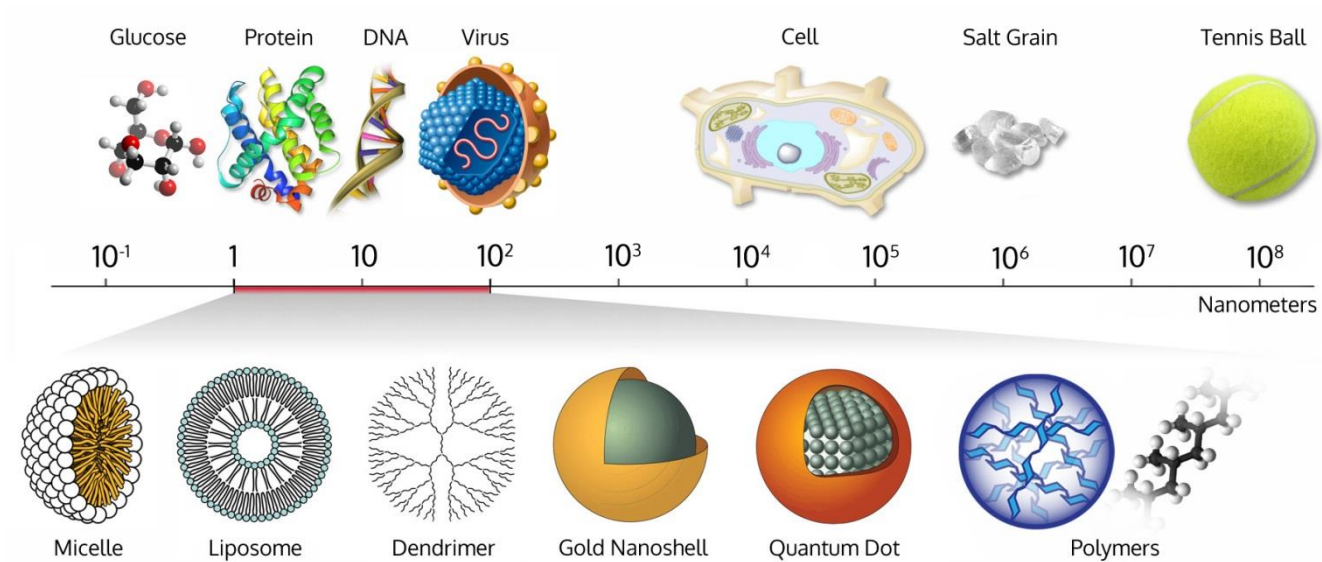 Glucose Protein DNA Virus Cell Salt Grain Tennis Ball
10⁻¹ 1 10 10² 10³ 10⁴ 10⁵ 10⁶ 10⁷ 10⁸
Nanometers
Micelle Liposome Dendrimer Gold Nanoshell Quantum Dot Polymers